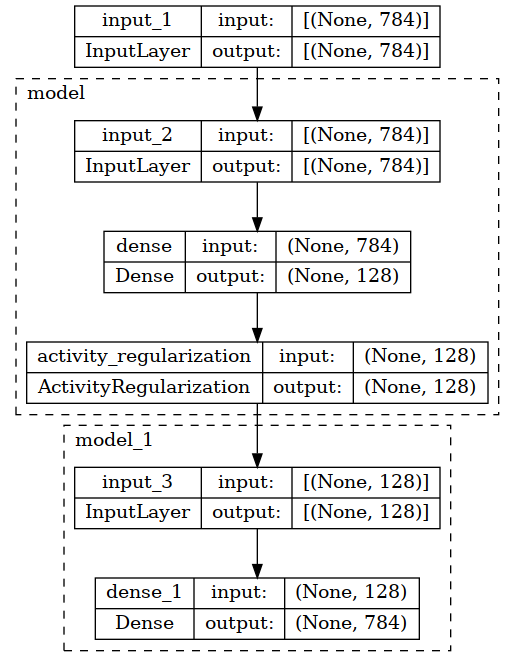 input_1 input: [(None, 784)]
InputLayer output: [(None, 784)]
model
input_2 input: [(None, 784)]
InputLayer output: [(None, 784)]
dense input: (None, 784)
Dense output: (None, 128)
activity_regularization input: (None, 128)
ActivityRegularization output: (None, 128)
model_1
input_3 input: [(None, 128)]
InputLayer output: [(None, 128)]
dense_1 input: (None, 128)
Dense output: (None, 784)